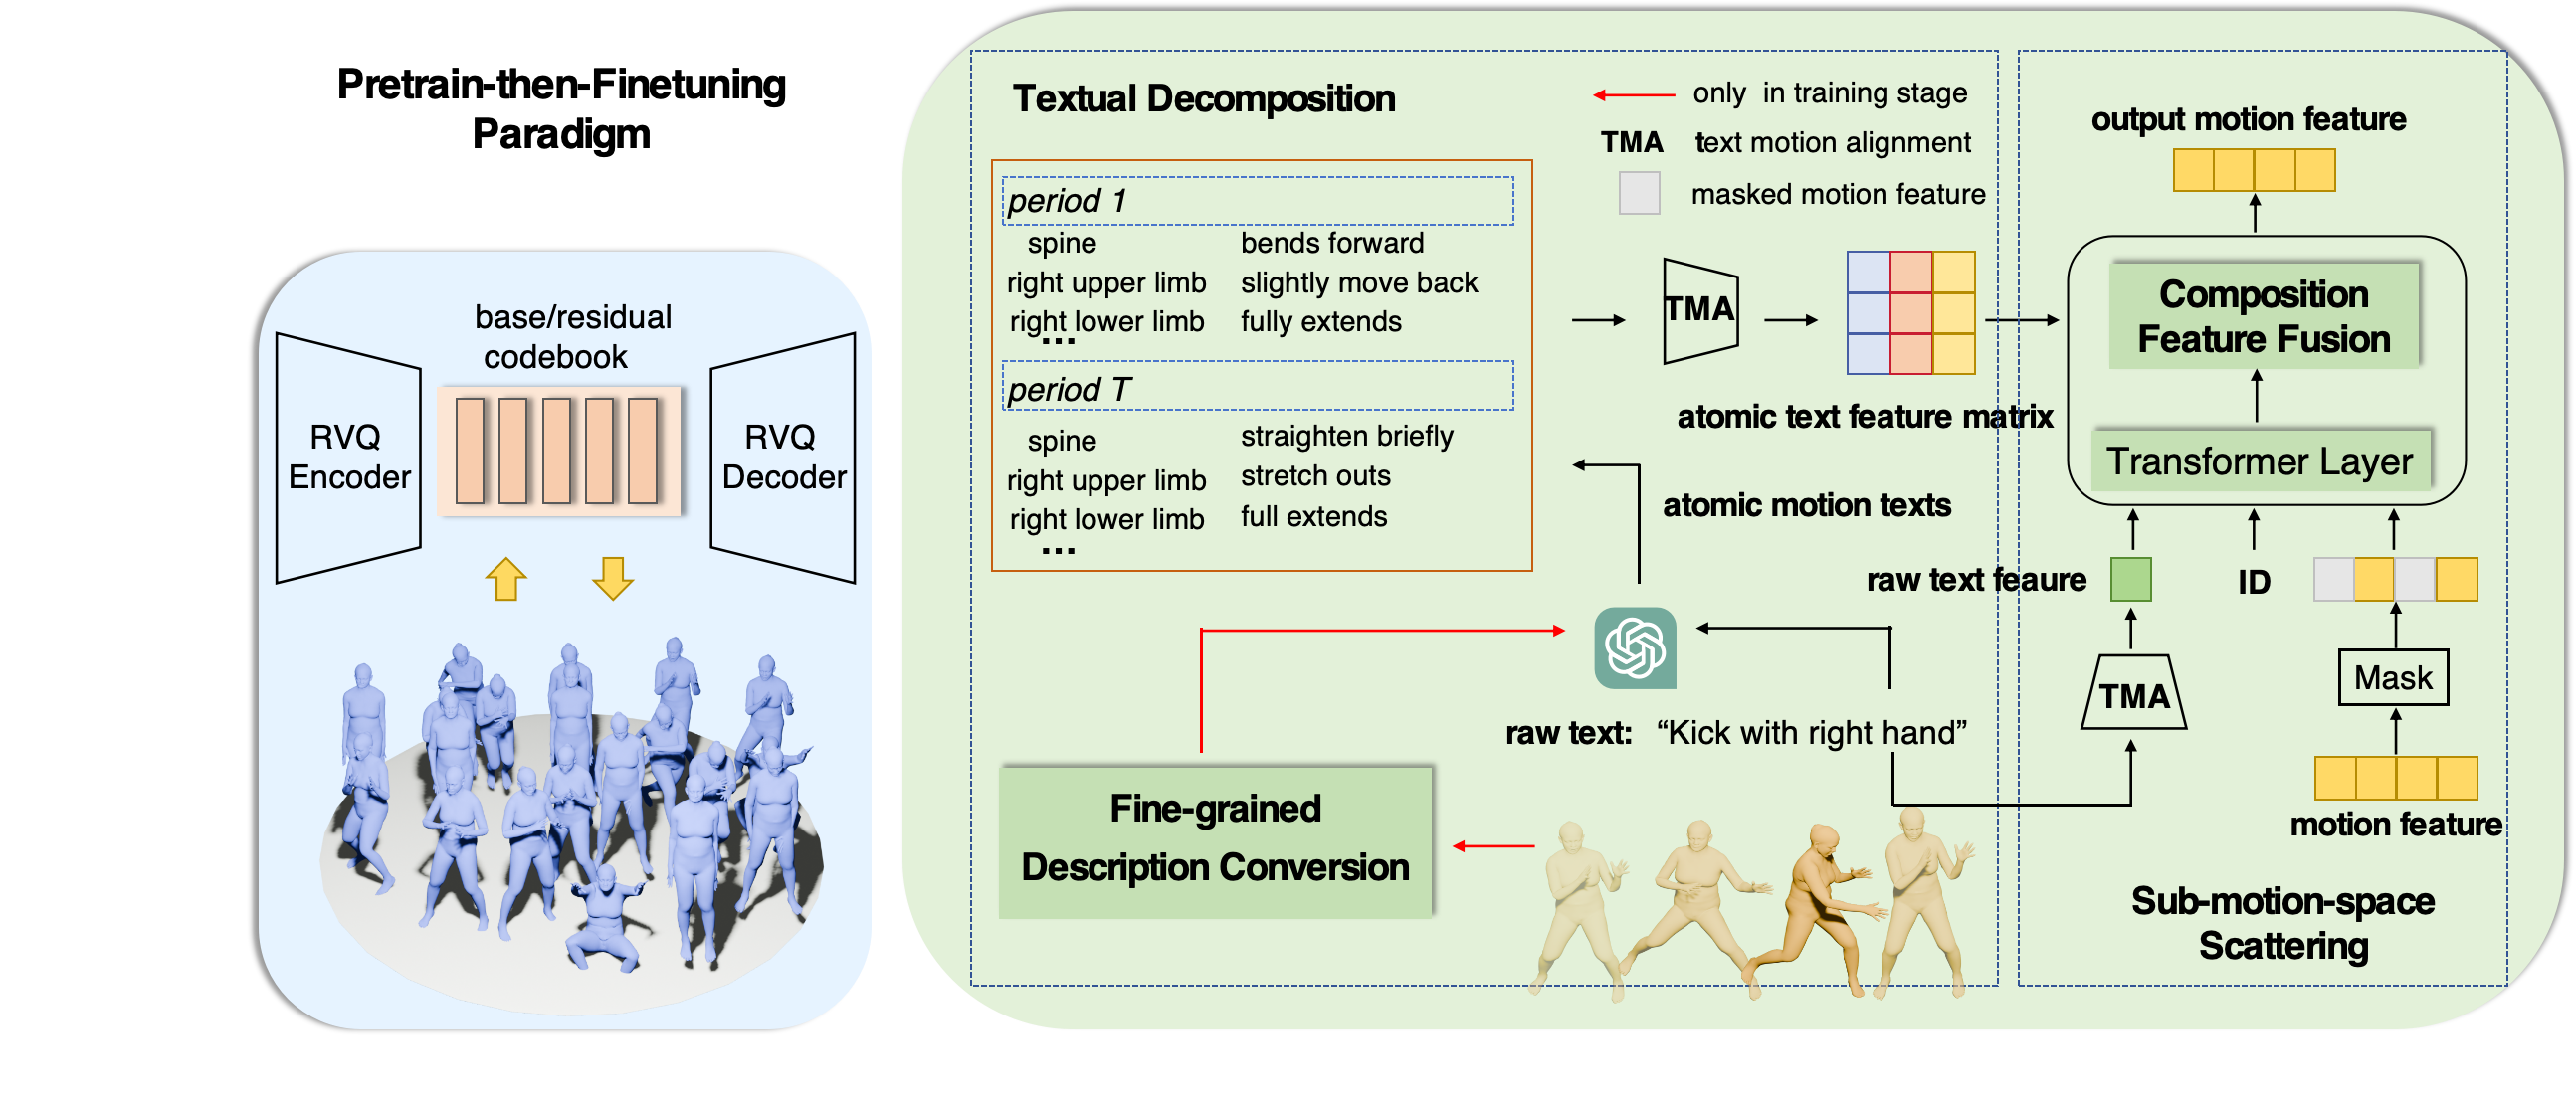 Pretrain-then-Finetuning
Paradigm
base/residual
codebook
RVQ
Encoder
RVQ
Decoder
Textual Decomposition
only in training stage
TMA text motion alignment
masked motion feature
period 1
spine bends forward
right upper limb slightly move back
right lower limb fully extends
...
period T
spine straighten briefly
right upper limb stretch outs
right lower limb full extends
...
TMA
atomic text feature matrix
atomic motion texts
raw text: “Kick with right hand”
Fine-grained
Description Conversion
output motion feature
Composition
Feature Fusion
Transformer Layer
raw text feaure
ID
TMA
Mask
motion feature
Sub-motion-space
Scattering